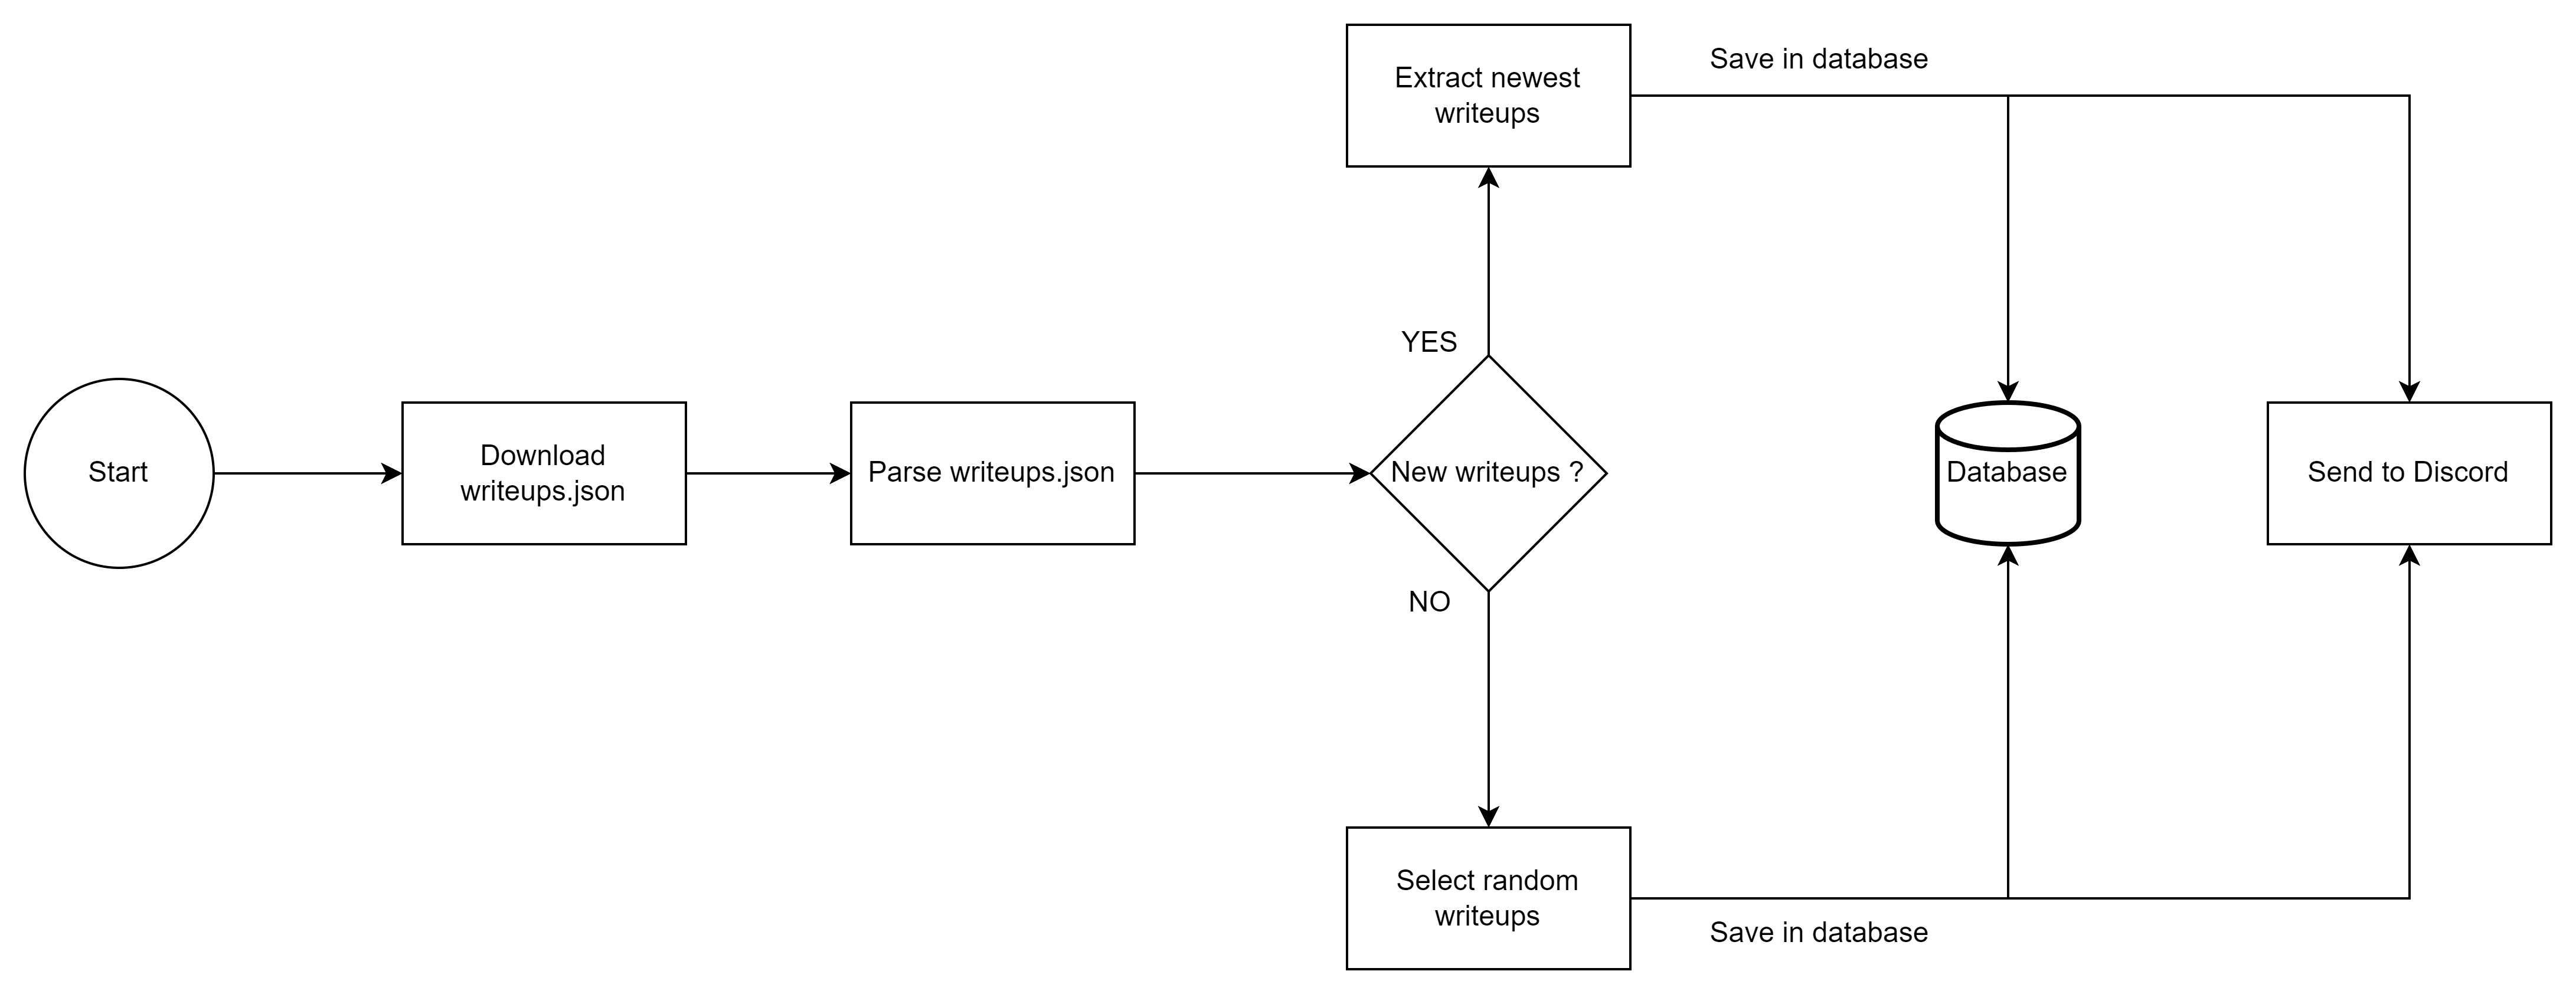 Start
Download
writeups.json
Parse writeups.json
New writeups ?
YES
Extract newest
writeups
Save in database
NO
Select random
writeups
Save in database
Database
Send to Discord